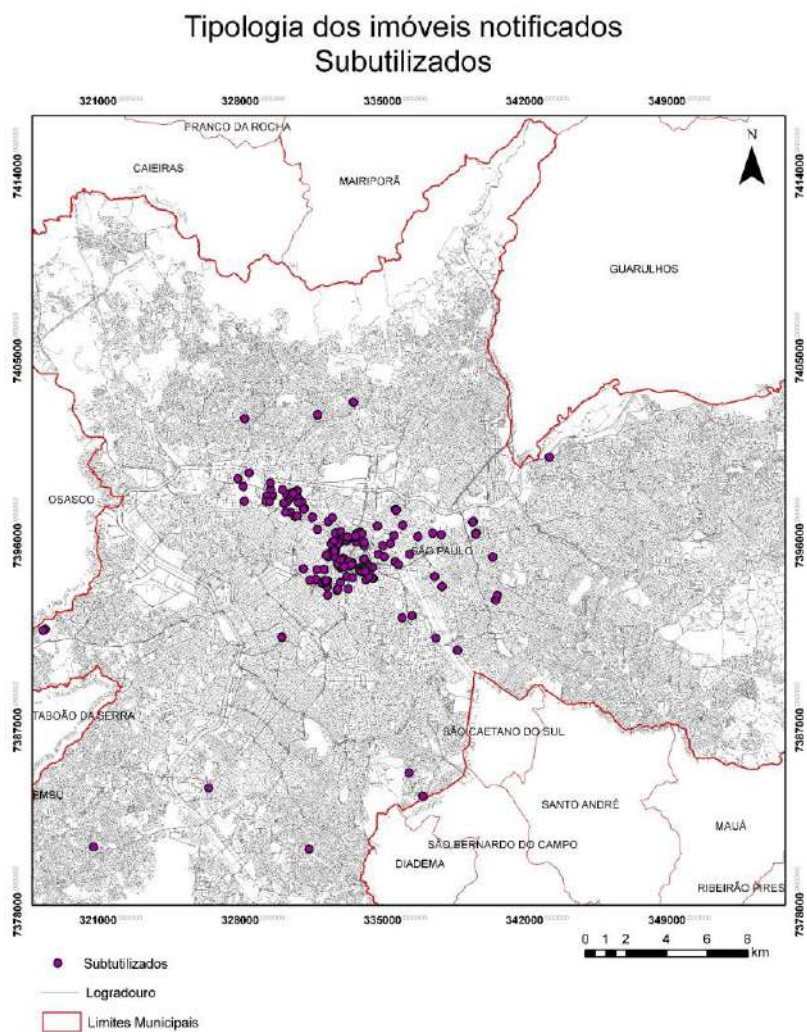 Tipologia dos imóveis notificados
Subutilizados
321000 328000 335000 342000 349000
N
7414000 7414000
FRANCO DA ROCHA
CAIEIRAS
MAIRIPORÃ
GUARULHOS
7405000 7405000
OSASCO
7396000 7396000
SÃO PAULO
TABOÃO DA SERRA
7387000 7387000
SÃO CAETANO DO SUL
EMBU
SANTO ANDRÉ
MAUÁ
SÃO BERNARDO DO CAMPO
DIADEMA
RIBEIRÃO PIRES
7378000 7378000
321000 328000 335000 342000 349000
0 1 2 4 6 8
km
Subtutilizados
Logradouro
Limites Municipais